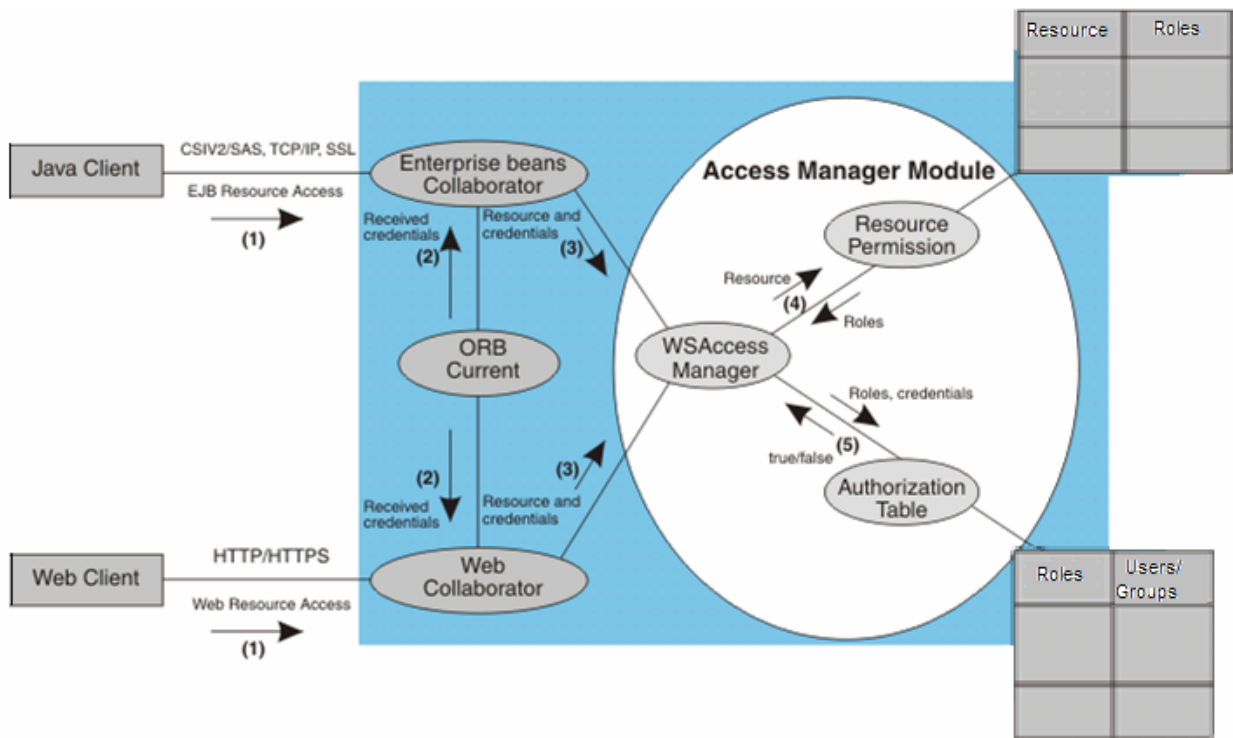 Resource
Roles
CSIV2/SAS, TCP/IP, SSL
Java Client
EJB Resource Access
(1)
Enterprise beans
Collaborator
Access Manager Module
Received
credentials
(2)
Resource and
credentials
(3)
Resource
Permission
Resource
(4)
Roles
ORB
Current
WSAccess
Manager
Roles, credentials
(5)
true/false
(2)
Received
credentials
(3)
Resource and
credentials
Authorization
Table
HTTP/HTTPS
Web Client
Web Resource Access
(1)
Web
Collaborator
Roles
Users/
Groups